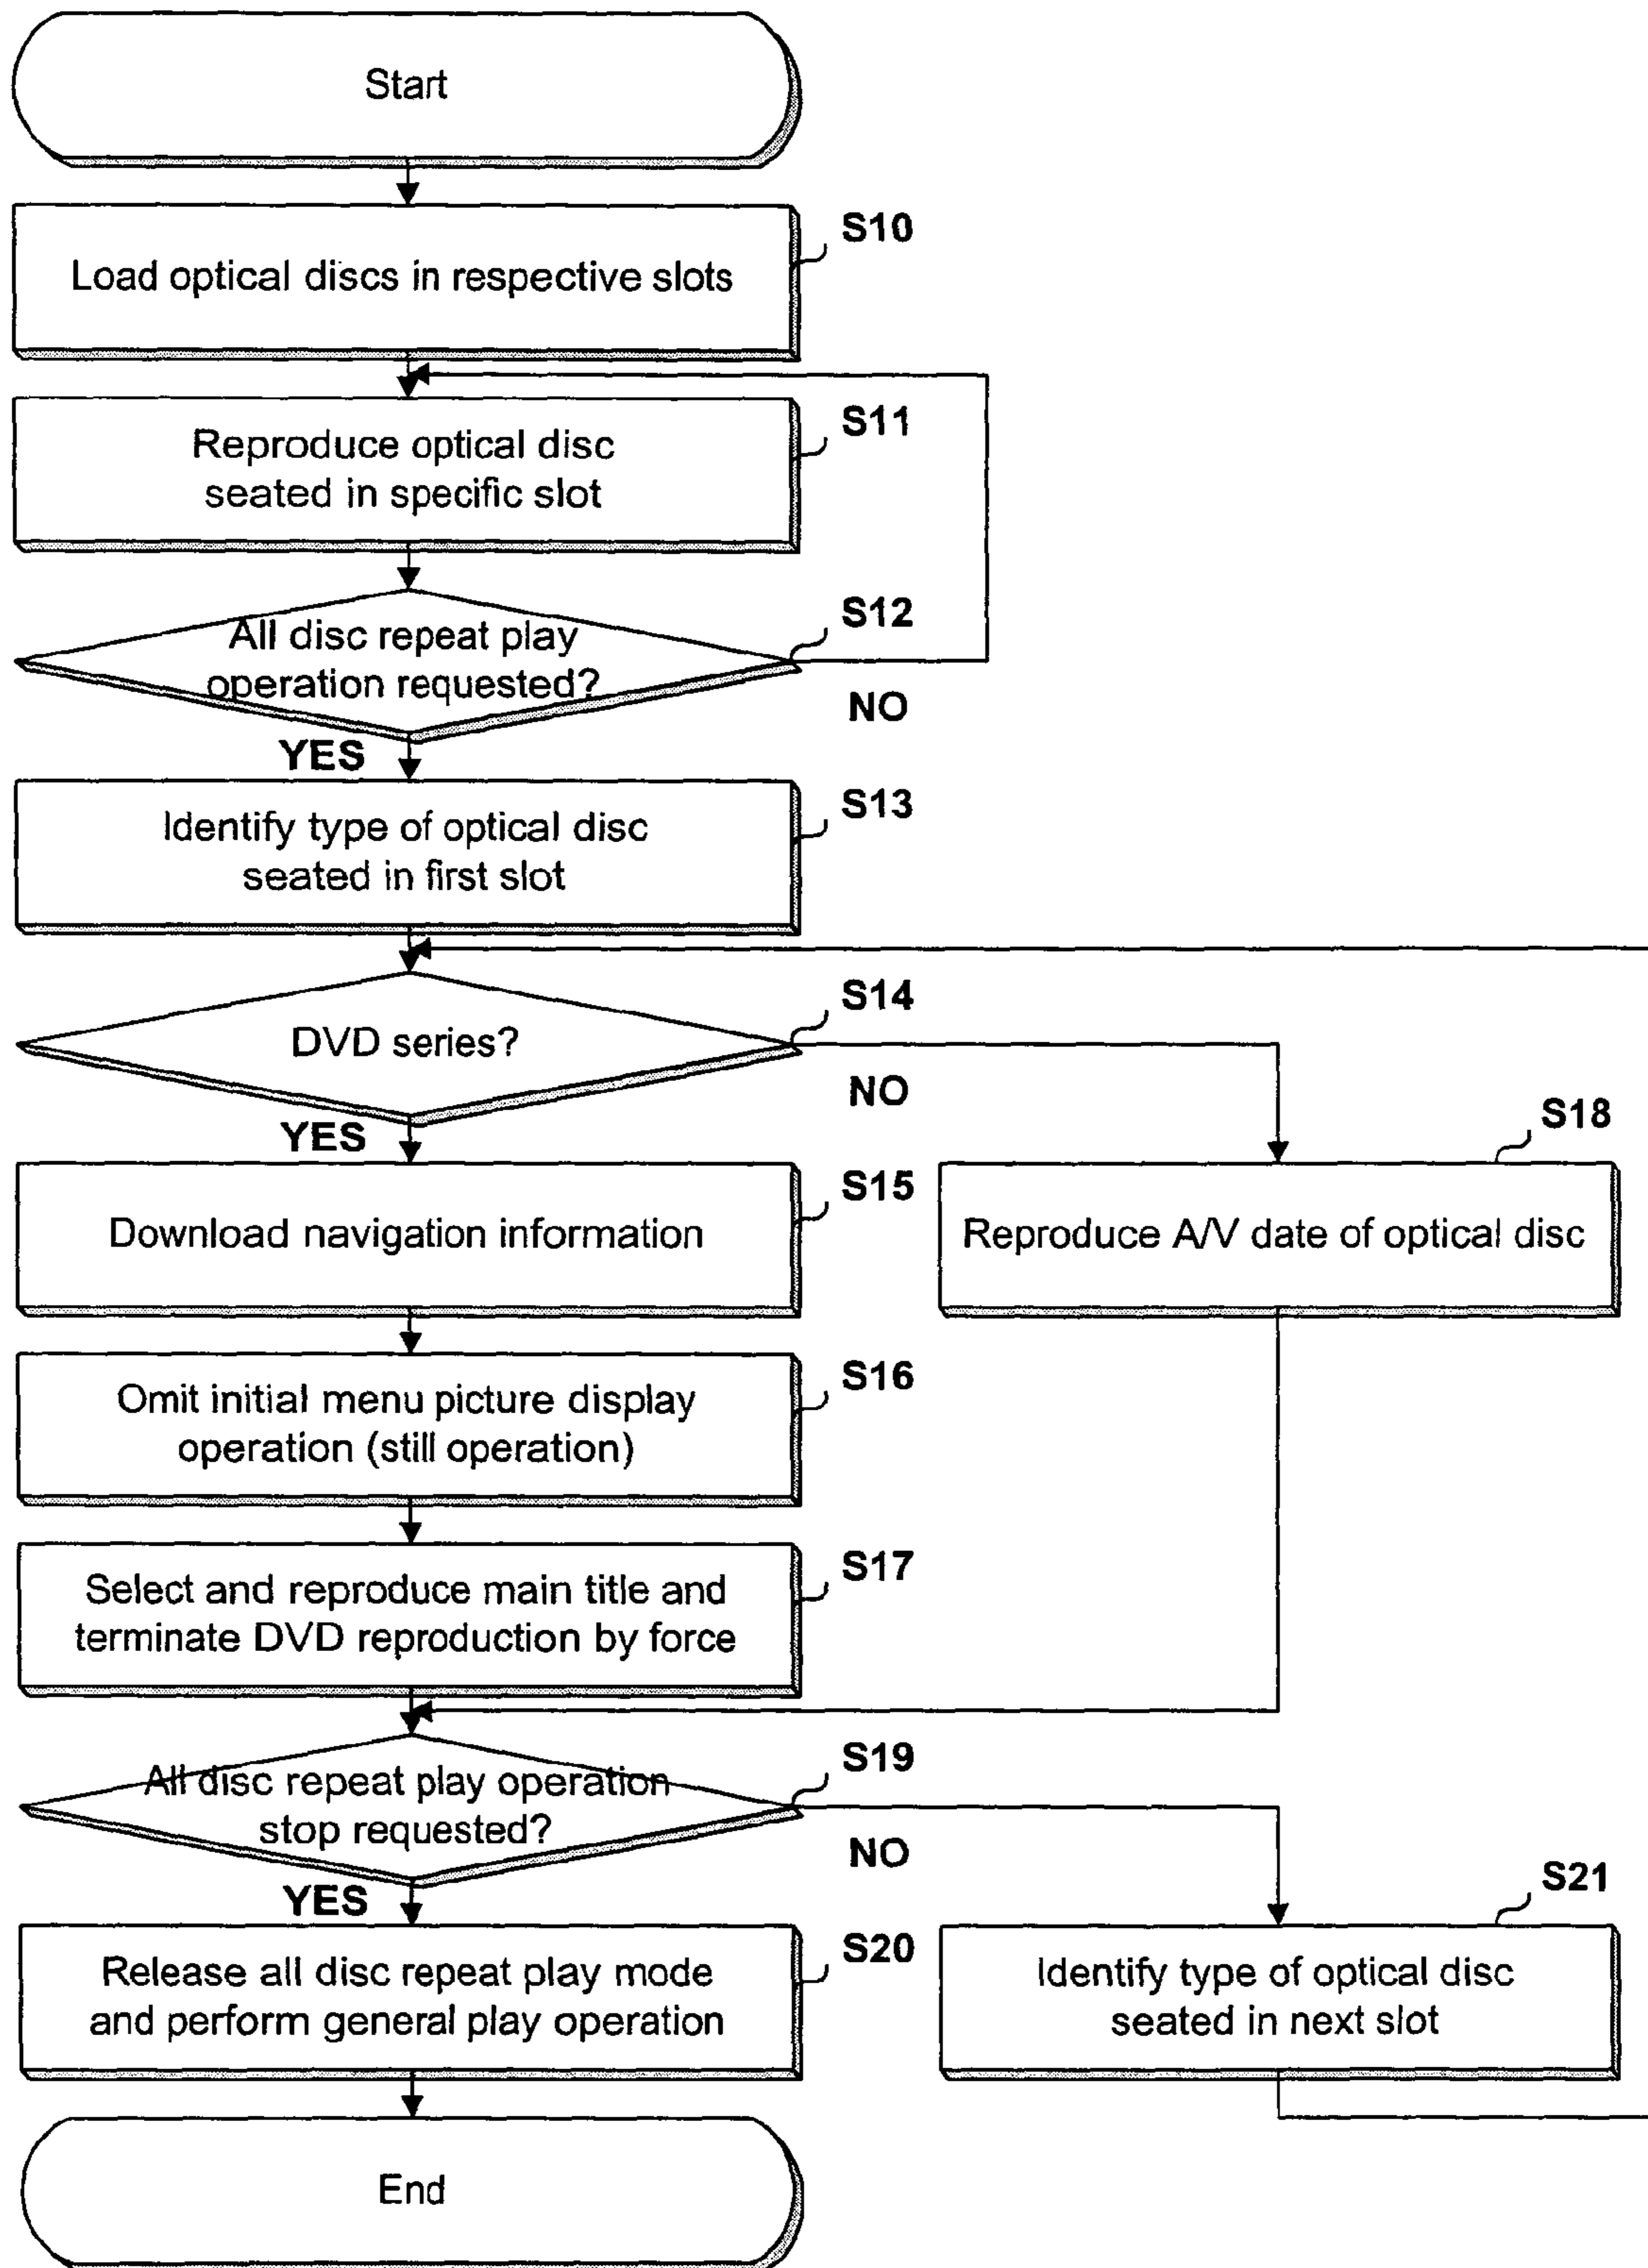 Start
S10
Load optical discs in respective slots
S11
Reproduce optical disc
seated in specific slot
S12
All disc repeat play
operation requested?
NO
YES
S13
Identify type of optical disc
seated in first slot
S14
DVD series?
NO
YES
S18
S15
Download navigation information
Reproduce A/V date of optical disc
S16
Omit initial menu picture display
operation (still operation)
S17
Select and reproduce main title and
terminate DVD reproduction by force
S19
All disc repeat play operation
stop requested?
NO
YES
S21
S20
Release all disc repeat play mode
and perform general play operation
Identify type of optical disc
seated in next slot
End